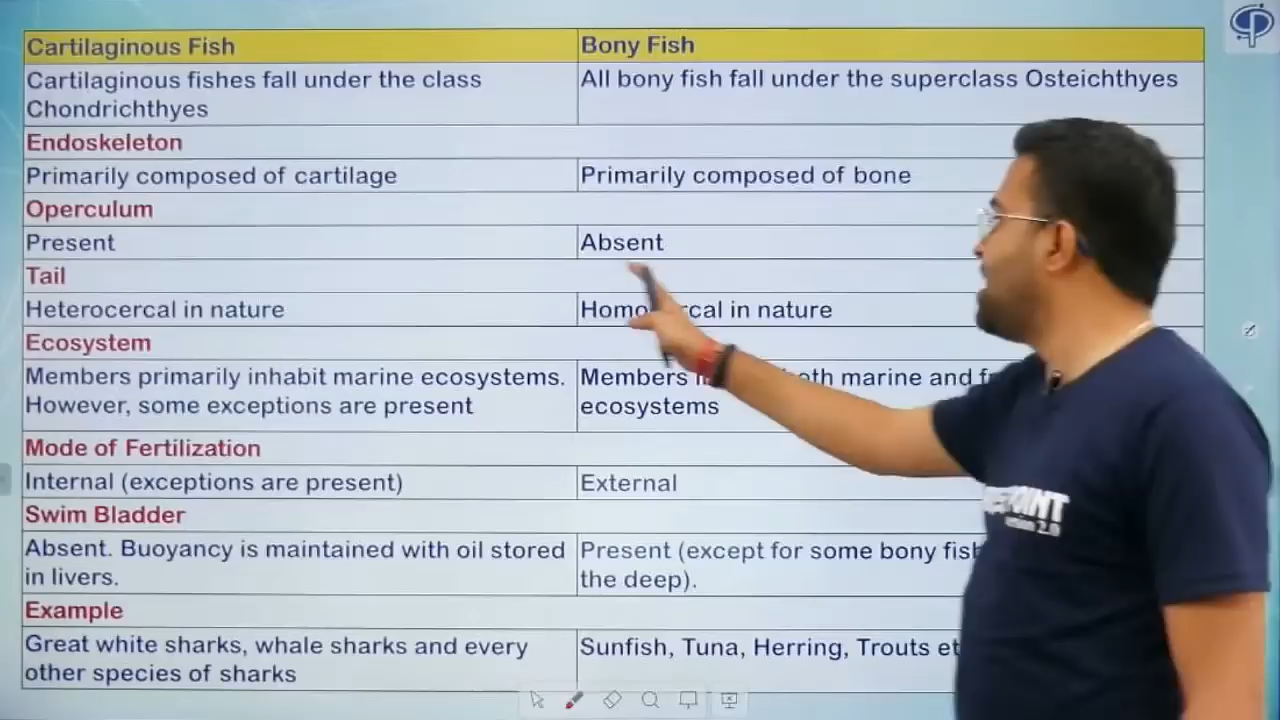 Cartilaginous Fish Bony Fish
Cartilaginous fishes fall under the class All bony fish fall under the superclass Osteichthyes
Chondrichthyes
Endoskeleton
Primarily composed of cartilage Primarily composed of bone
Operculum
Present Absent
Tail
Heterocercal in nature in nature
Ecosystem
Members primarily inhabit marine ecosystems. Members both marine and
However, some exceptions are present ecosystems
Mode of Fertilization
Internal (exceptions are present) External
Swim Bladder
Absent. Buoyancy is maintained with oil stored Present (except for some bony fish
in livers. the deep).
Example
Great white sharks, whale sharks and every Sunfish, Tuna, Herring, Trouts
other species of sharks